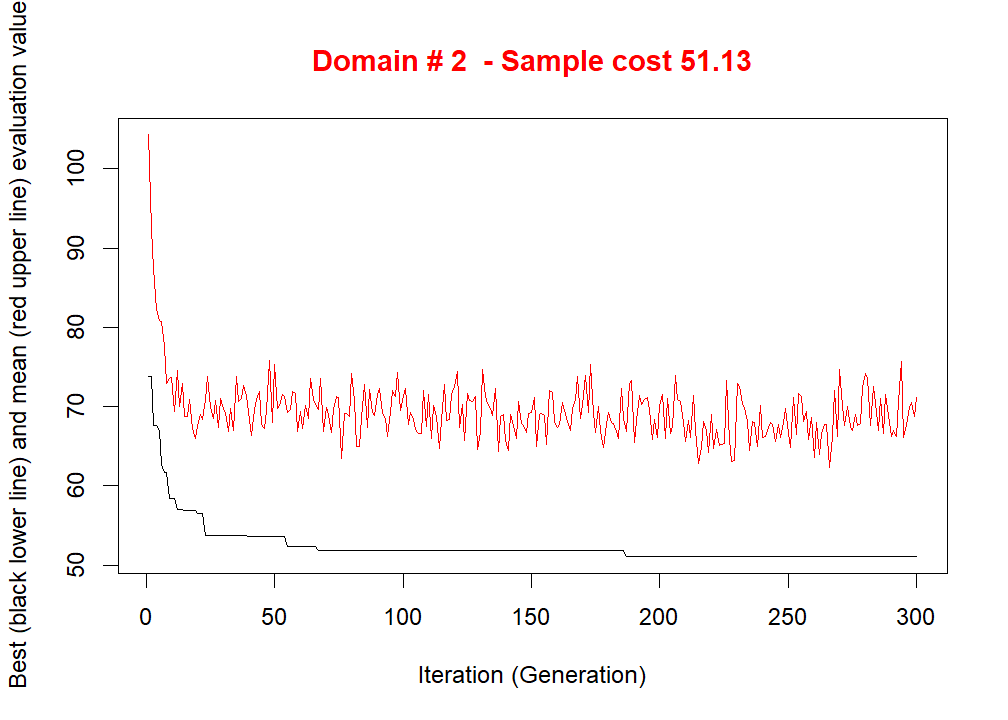 Domain # 2  - Sample cost 51.13
Best (black lower line) and mean (red upper line) evaluation value
100
90
80
70
60
50
0 50 100 150 200 250 300
Iteration (Generation)